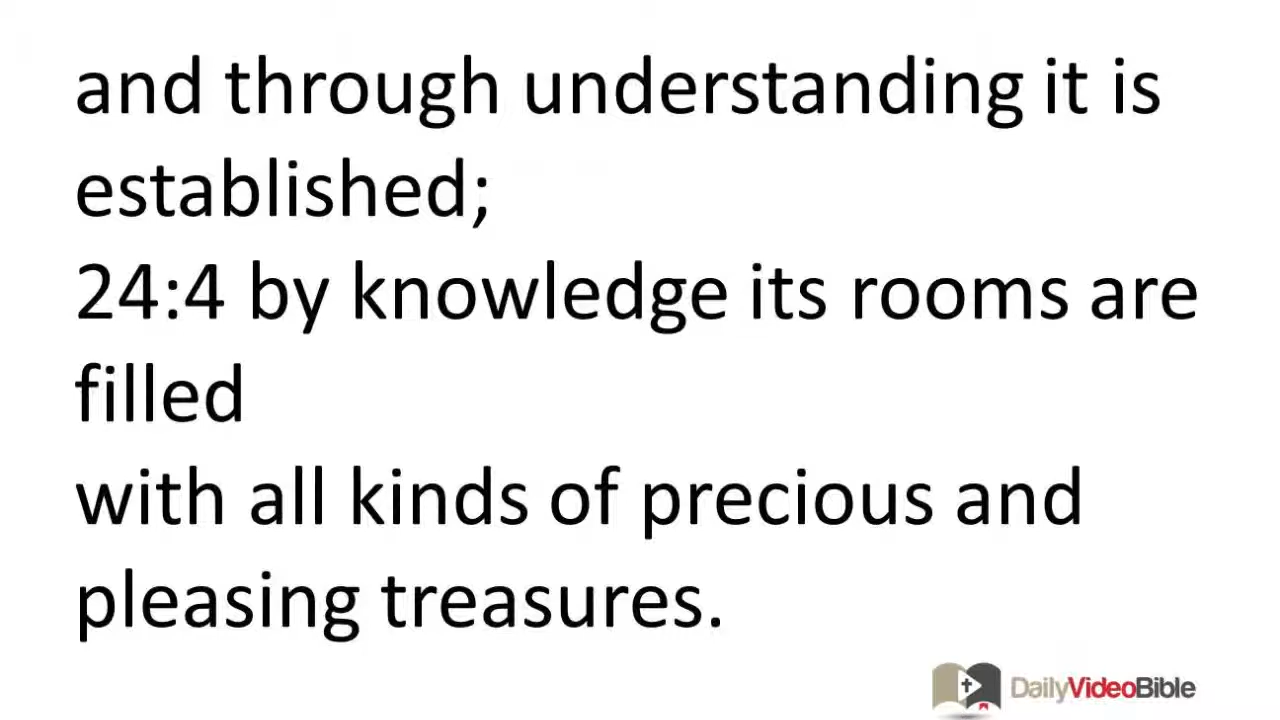 and through understanding it is
established;
24:4 by knowledge its rooms are
filled
with all kinds of precious and
pleasing treasures.
DailyVideoBible